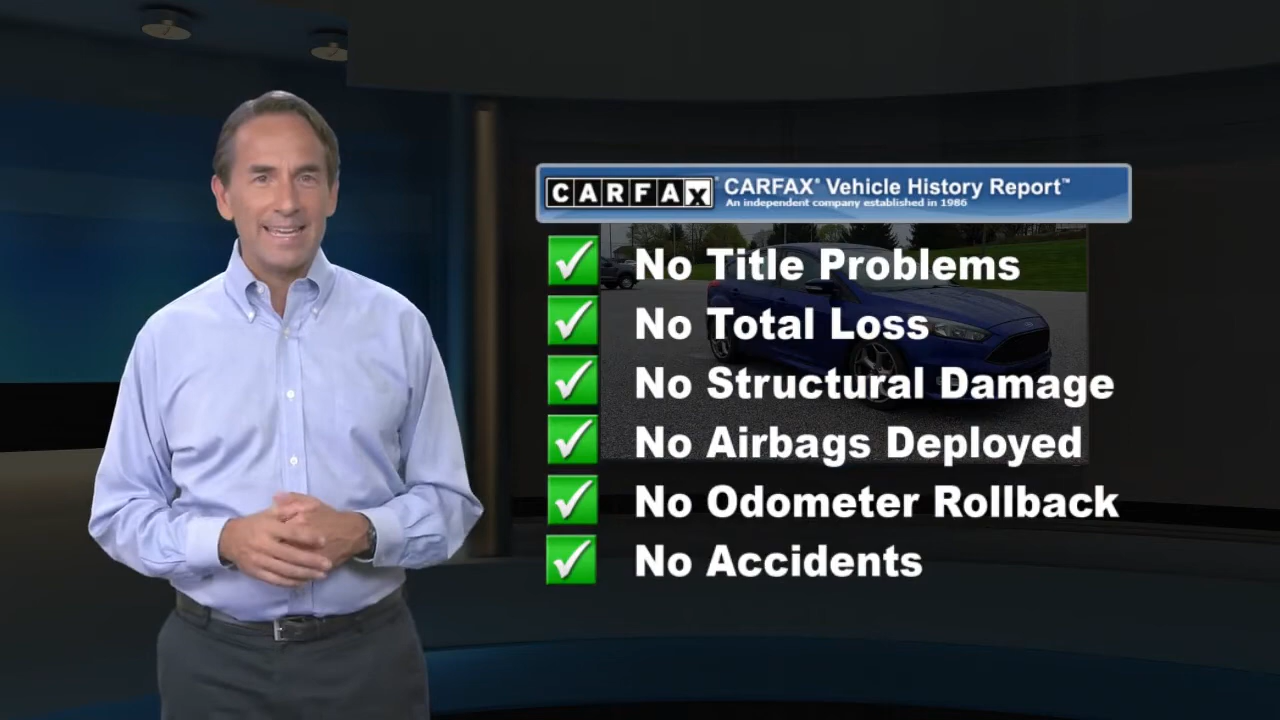 CARFAX® CARFAX® Vehicle History Report™
An independent company established in 1986
No Title Problems
No Total Loss
No Structural Damage
No Airbags Deployed
No Odometer Rollback
No Accidents